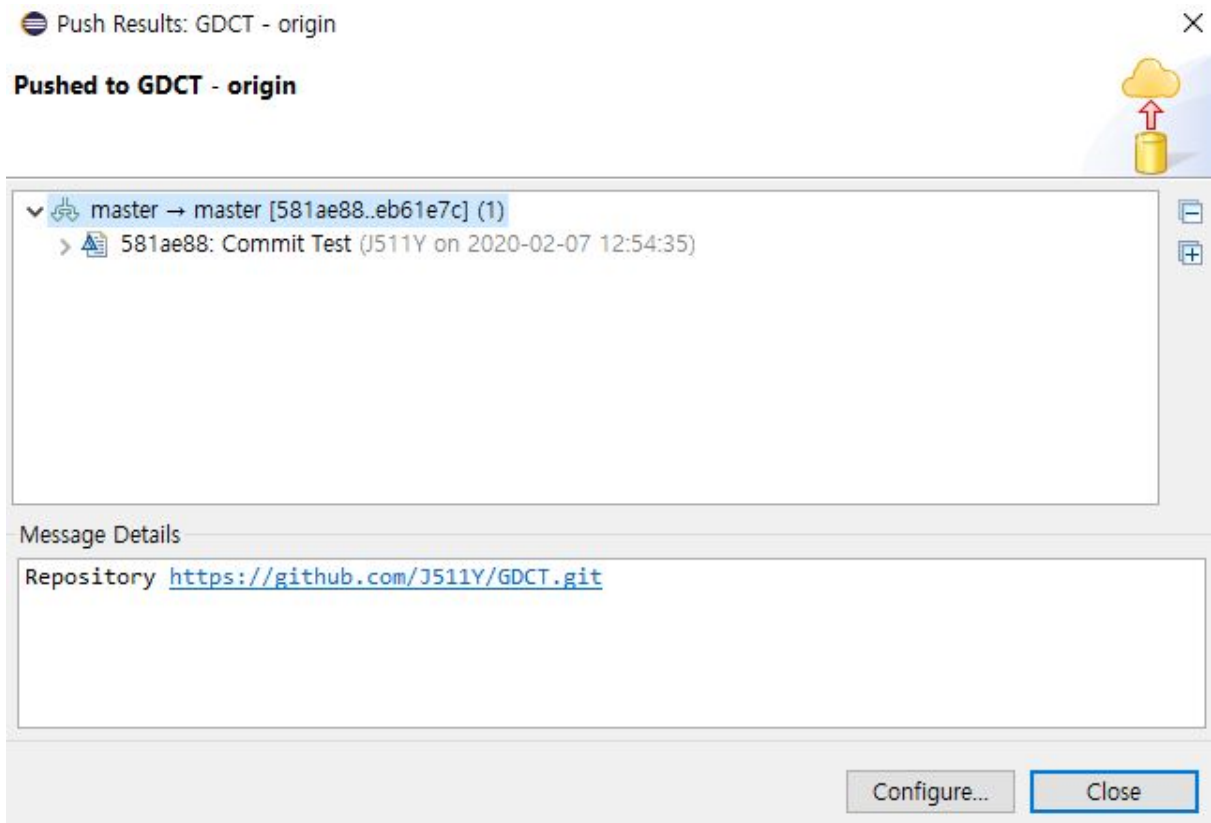 Push Results: GDCT - origin
Pushed to GDCT - origin
master → master [581ae88..eb61e7c] (1)
581ae88: Commit Test (J511Y on 2020-02-07 12:54:35)
Message Details
Repository https://github.com/J511Y/GDCT.git
Configure...
Close